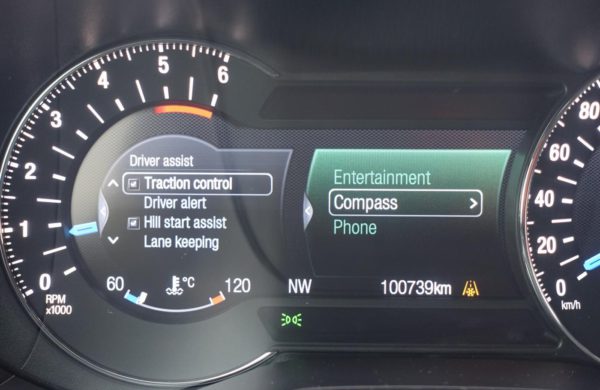 0 1 2 3 4 5 6
RPM
x1000
Driver assist
Traction control
Driver alert
Hill start assist
Lane keeping
60 °C 120
Entertainment
Compass >
Phone
NW 100739km
0 20 40 60 80
km/h